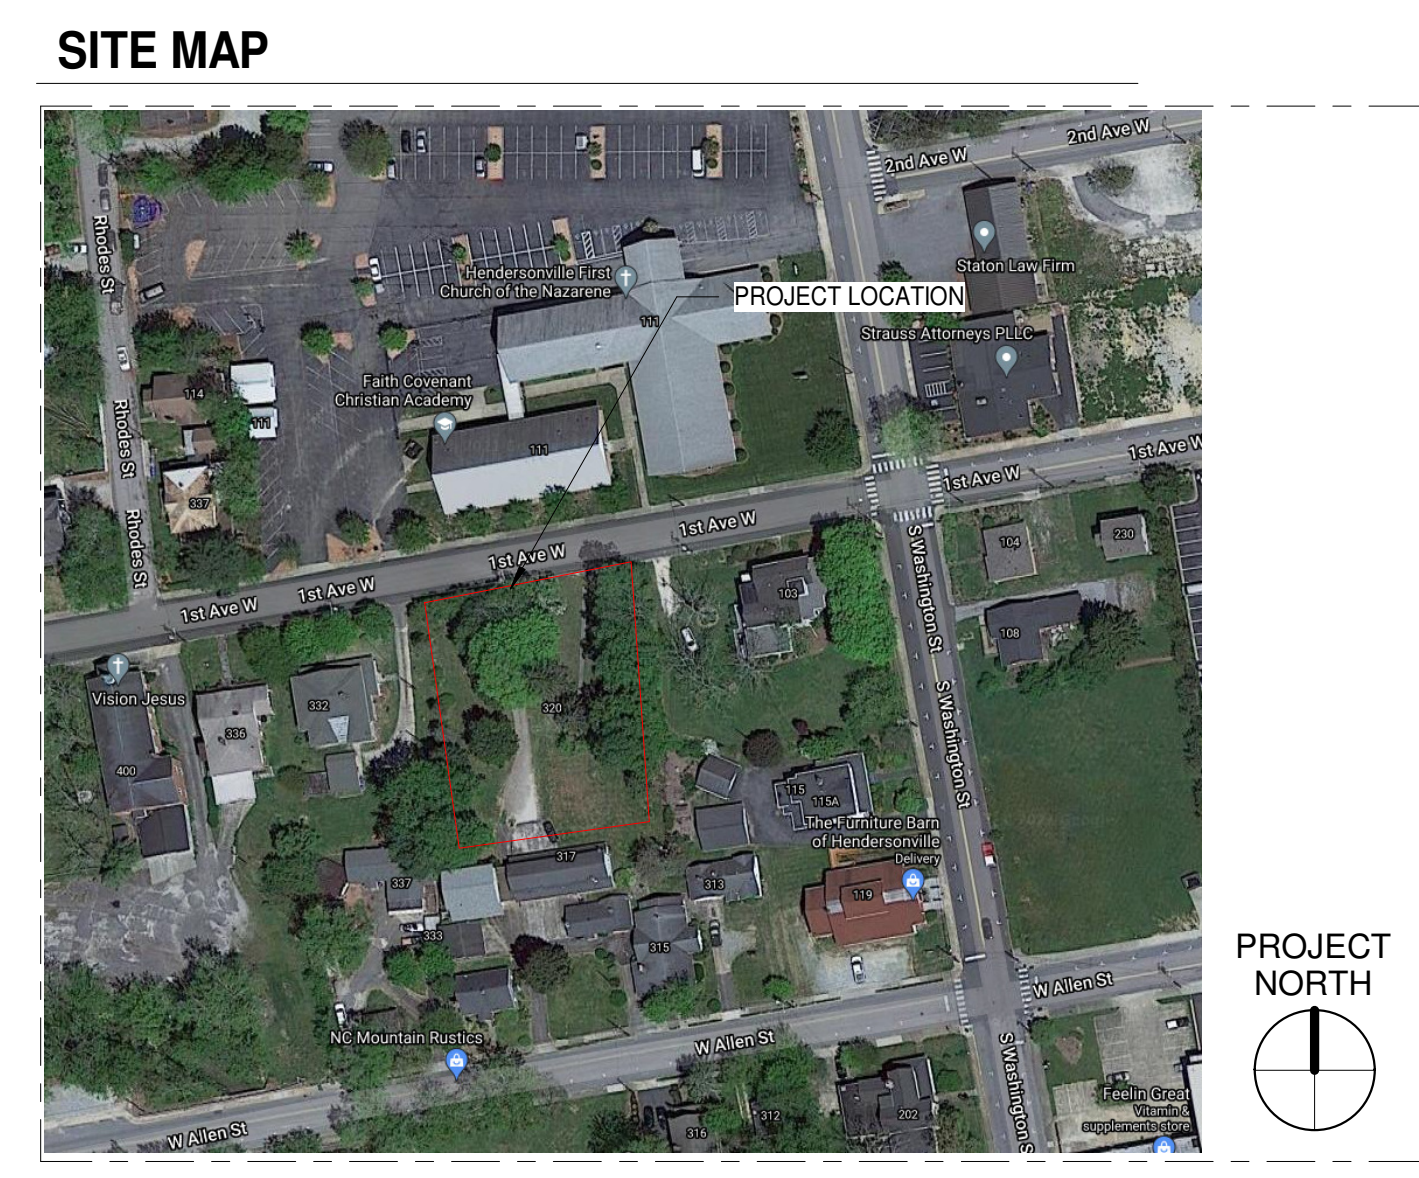 SITE MAP
2nd Ave W
2nd Ave W
Rhodes St
Staton Law Firm
Hendersonville First
Church of the Nazarene
PROJECT LOCATION
111
Strauss Attorneys PLLC
Faith Covenant
Christian Academy
114
111
111
Rhodes St
1st Ave W
1st Ave W
337
Rhodes St
1st Ave W
1st Ave W
1st Ave W
1st Ave W
S Washington St
104
230
103
108
Vision Jesus
332
336
320
S Washington St
400
115
115A
The Furniture Barn
of Hendersonville
Delivery
317
337
313
119
333
315
PROJECT
NORTH
W Allen St
NC Mountain Rustics
W Allen St
S Washington S
Feelin Great
Vitamin &
supplements store
202
312
316
W Allen St